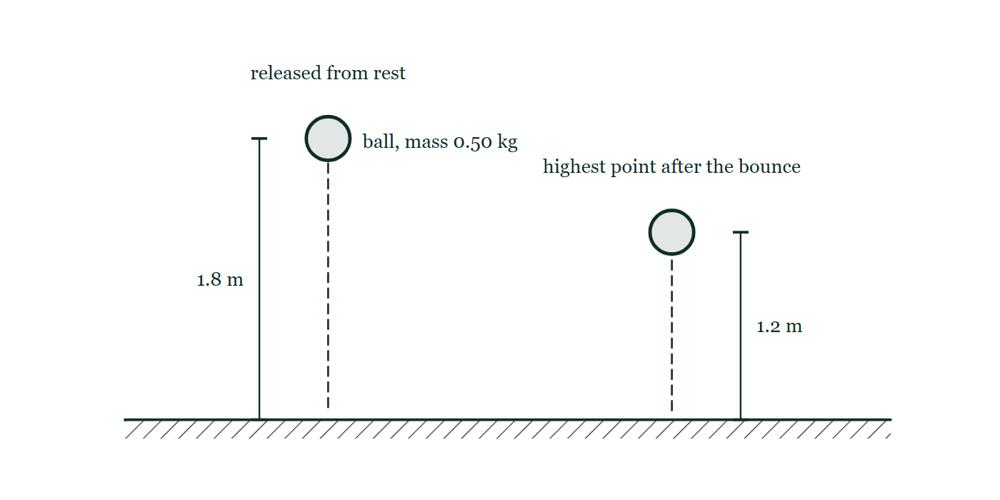 released from rest
ball, mass 0.50 kg
highest point after the bounce
1.8 m
1.2 m